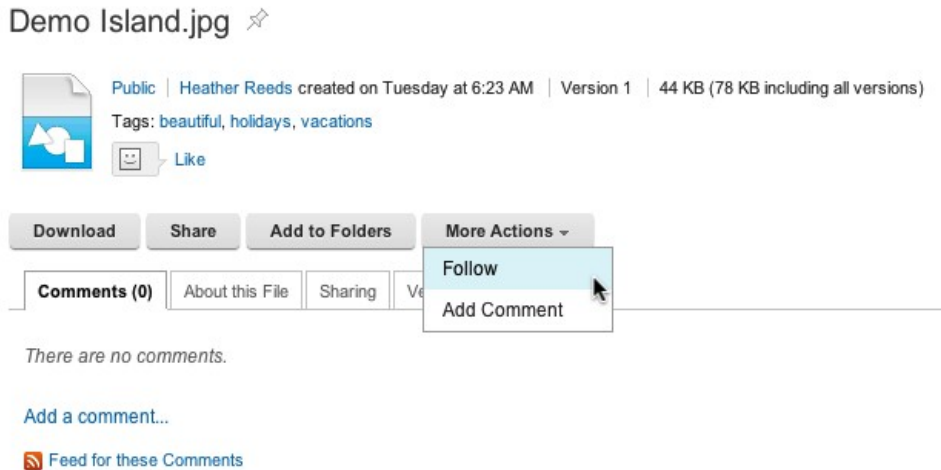 Demo Island.jpg
Public | Heather Reeds created on Tuesday at 6:23 AM | Version 1 | 44 KB (78 KB including all versions)
Tags: beautiful, holidays, vacations
Like
Download Share Add to Folders More Actions
Follow
Comments (0) About this File Sharing Ve
Add Comment
There are no comments.
Add a comment...
Feed for these Comments